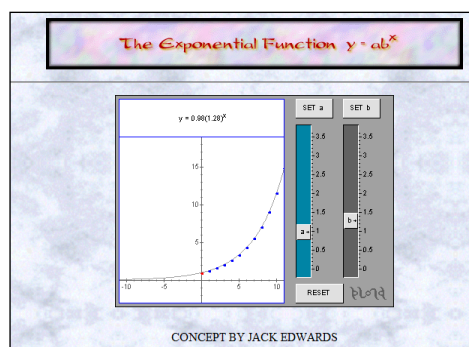 The Exponential Function y = ab^x
SET a SET b
y = 0.98(1.28)^x
3.5 3.5
3 3
2.5 2.5
2 2
1.5 1.5
1 1
0.5 0.5
0 0
a b
15
10
5
-10 -5 5 10
RESET
CONCEPT BY JACK EDWARDS